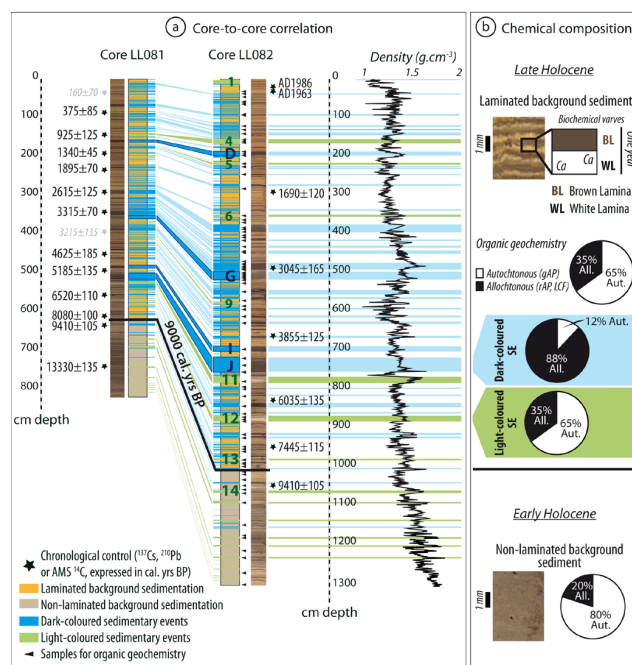 a Core-to-core correlation
Core LL081 Core LL082 Density (g.cm-3)
1 1.5 2
0
100
200
300
400
500
600
700
800
cm depth
160±70
375±85
925±125
1340±45
1895±70
2615±125
3315±70
3215±135
4625±185
5185±135
6520±110
8080±100
9410±105
13330±135
9000 cal. yrs BP
1
4
D
5
6
G
9
I
J
11
12
13
14
AD1986
AD1963
1690±120
3045±165
3855±125
6035±135
7445±115
9410±105
0
100
200
300
400
500
600
700
800
900
1000
1100
1200
1300
cm depth
Chronological control (137Cs, 210Pb
or AMS 14C, expressed in cal. yrs BP)
Laminated background sedimentation
Non-laminated background sedimentation
Dark-coloured sedimentary events
Light-coloured sedimentary events
Samples for organic geochemistry
b Chemical composition
Late Holocene
Laminated background sediment
Biochemical varves
1 mm
BL
WL
Ca Ca
One year
BL Brown Lamina
WL White Lamina
Organic geochemistry
Autochtonous (gAP)
Allochtonous (rAP, LCF)
35% All.
65% Aut.
Dark-coloured SE
12% Aut.
88% All.
Light-coloured SE
35% All.
65% Aut.
Early Holocene
Non-laminated background
sediment
1 mm
20% All.
80% Aut.